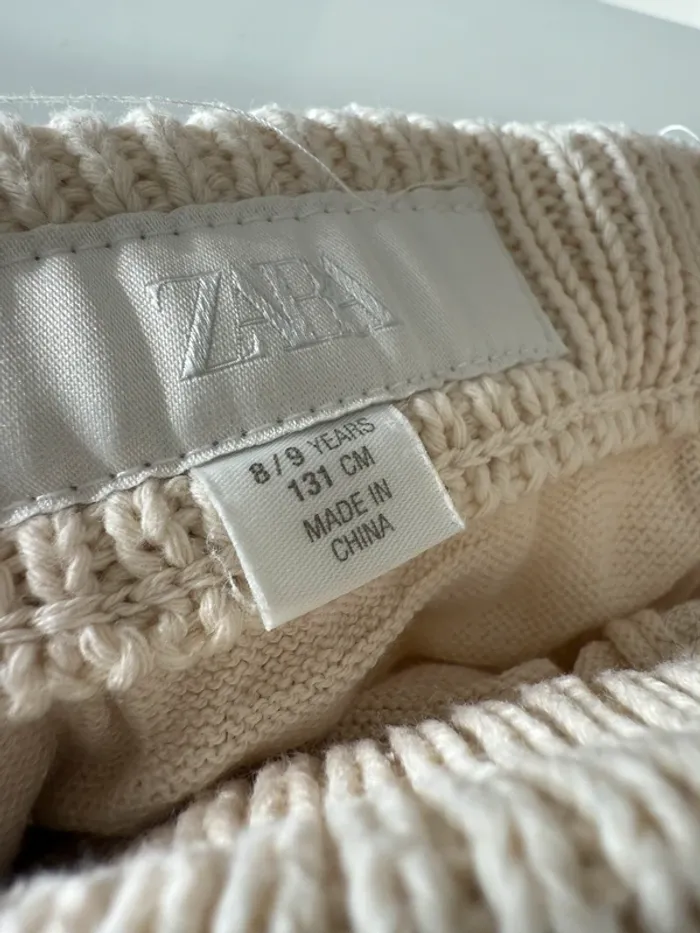 ZARA
8/9 YEARS
131 CM
MADE IN
CHINA